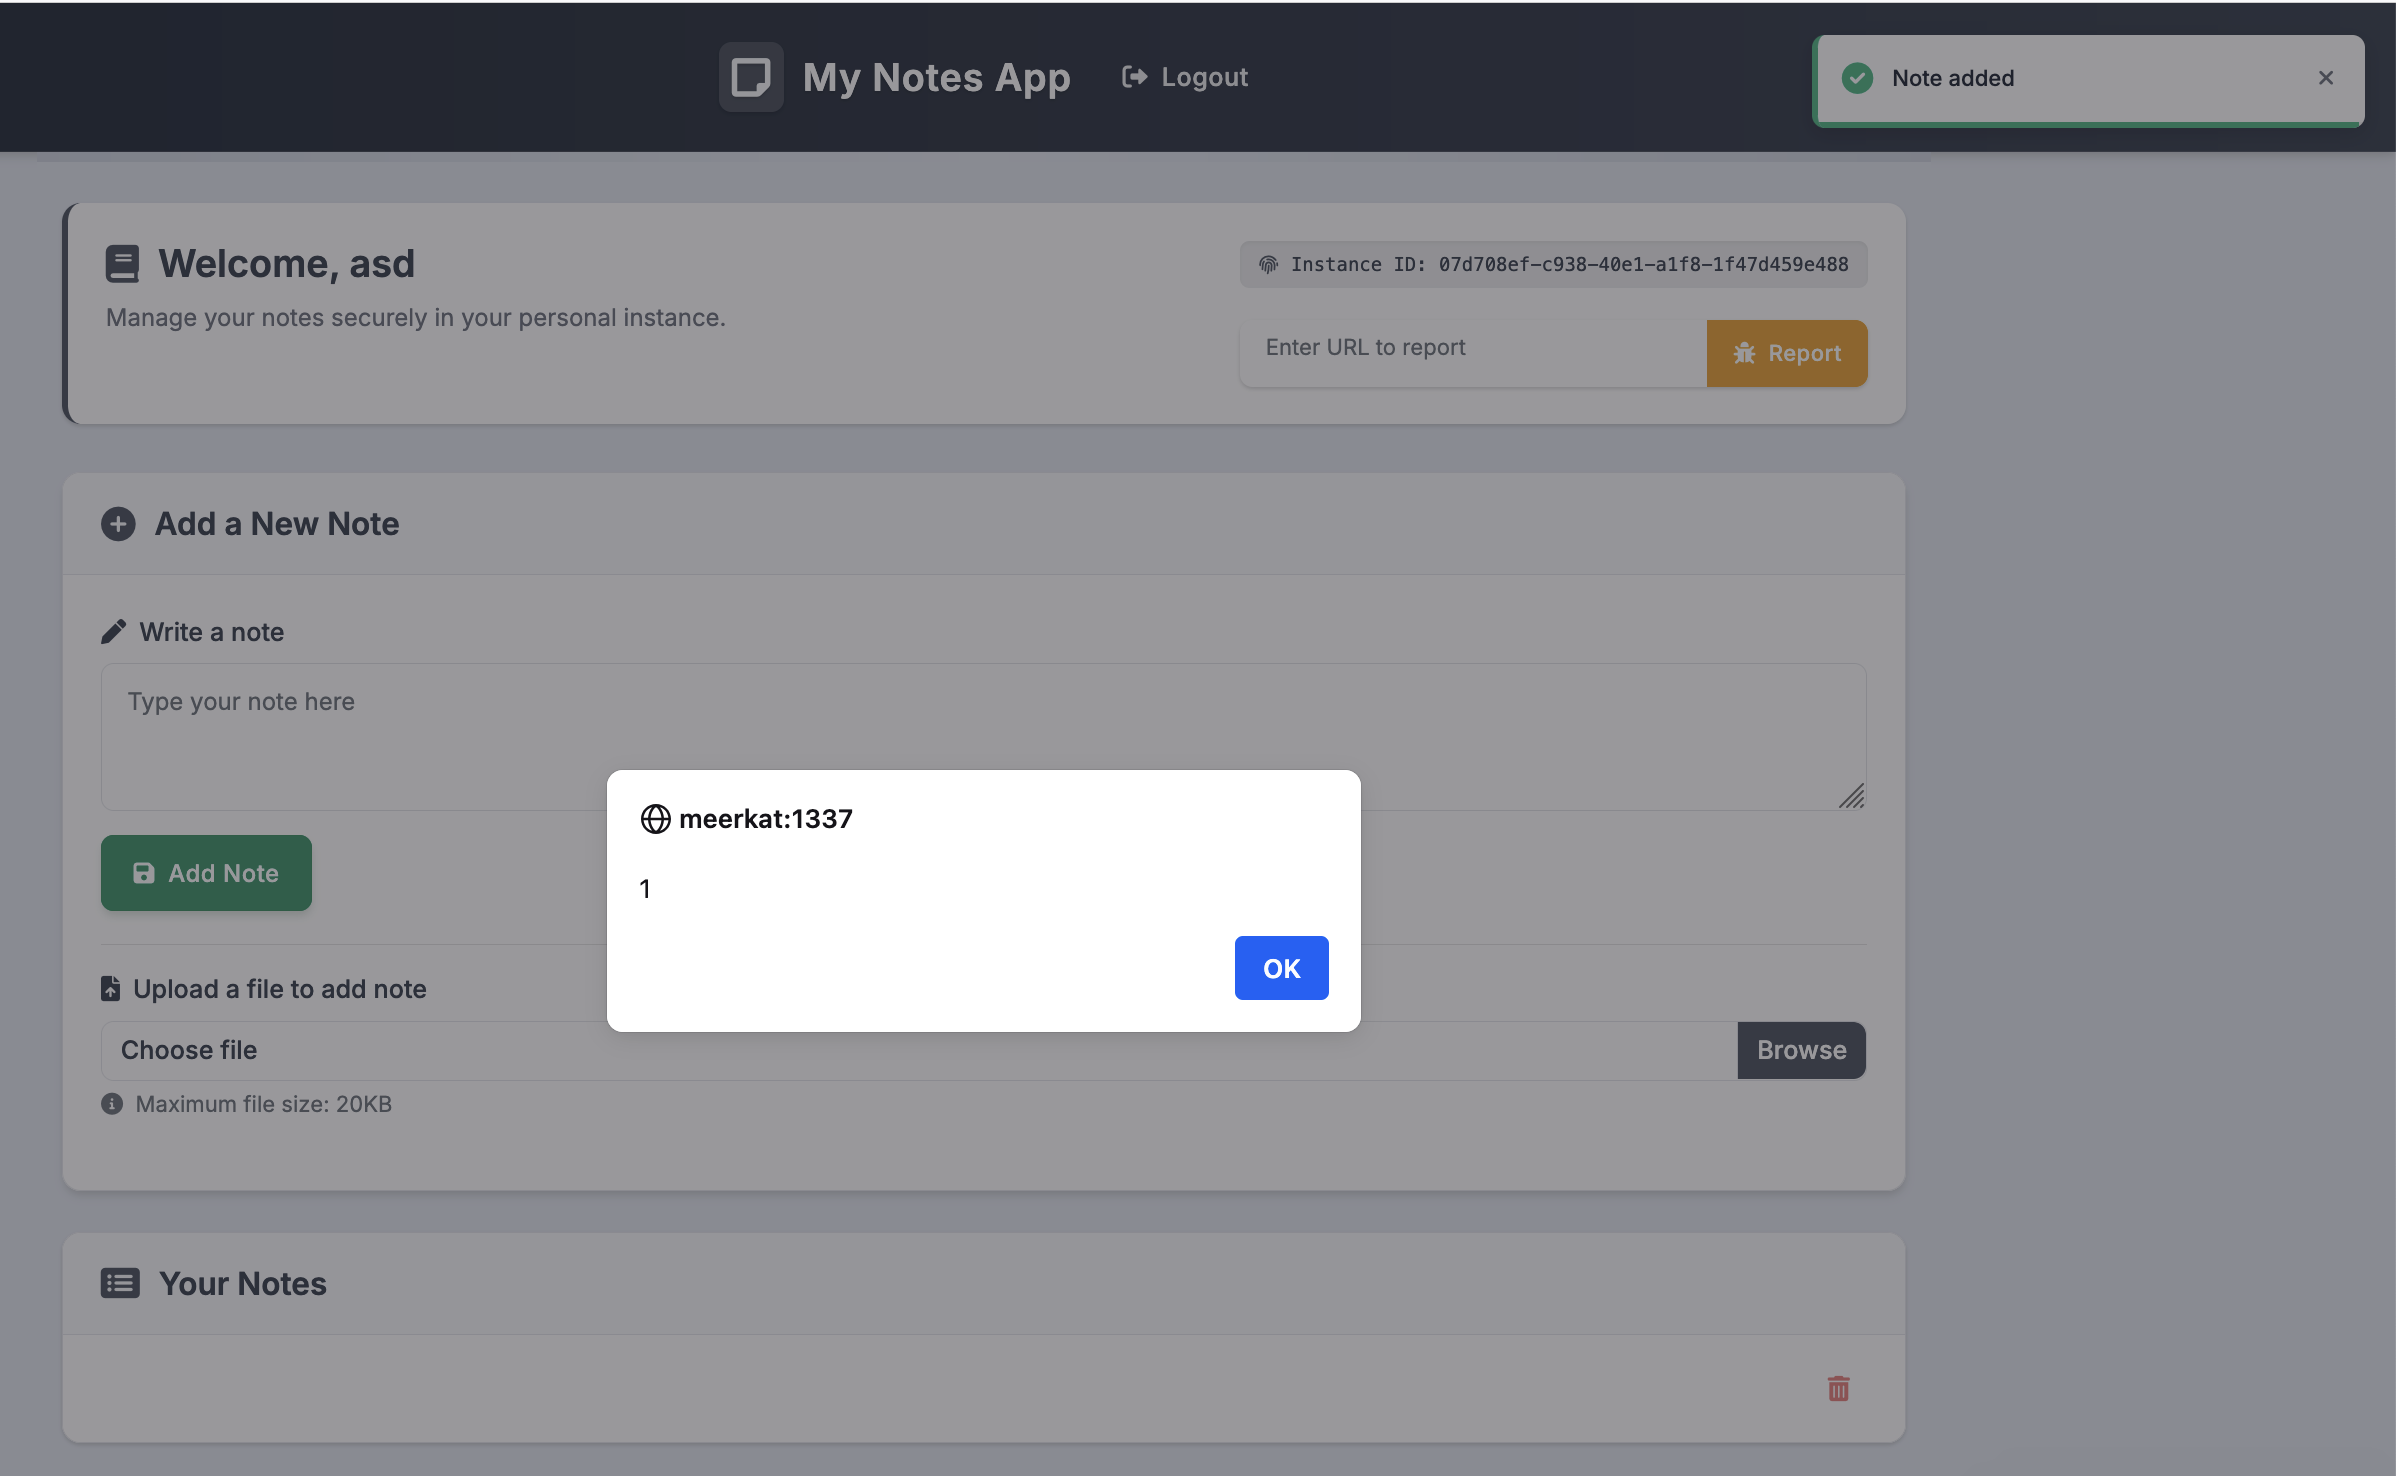 My Notes App
Logout
Note added
Welcome, asd
Manage your notes securely in your personal instance.
Instance ID: 07d708ef-c938-40e1-a1f8-1f47d459e488
Enter URL to report
Report
Add a New Note
Write a note
Type your note here
Add Note
meerkat:1337
1
OK
Upload a file to add note
Choose file
Browse
Maximum file size: 20KB
Your Notes